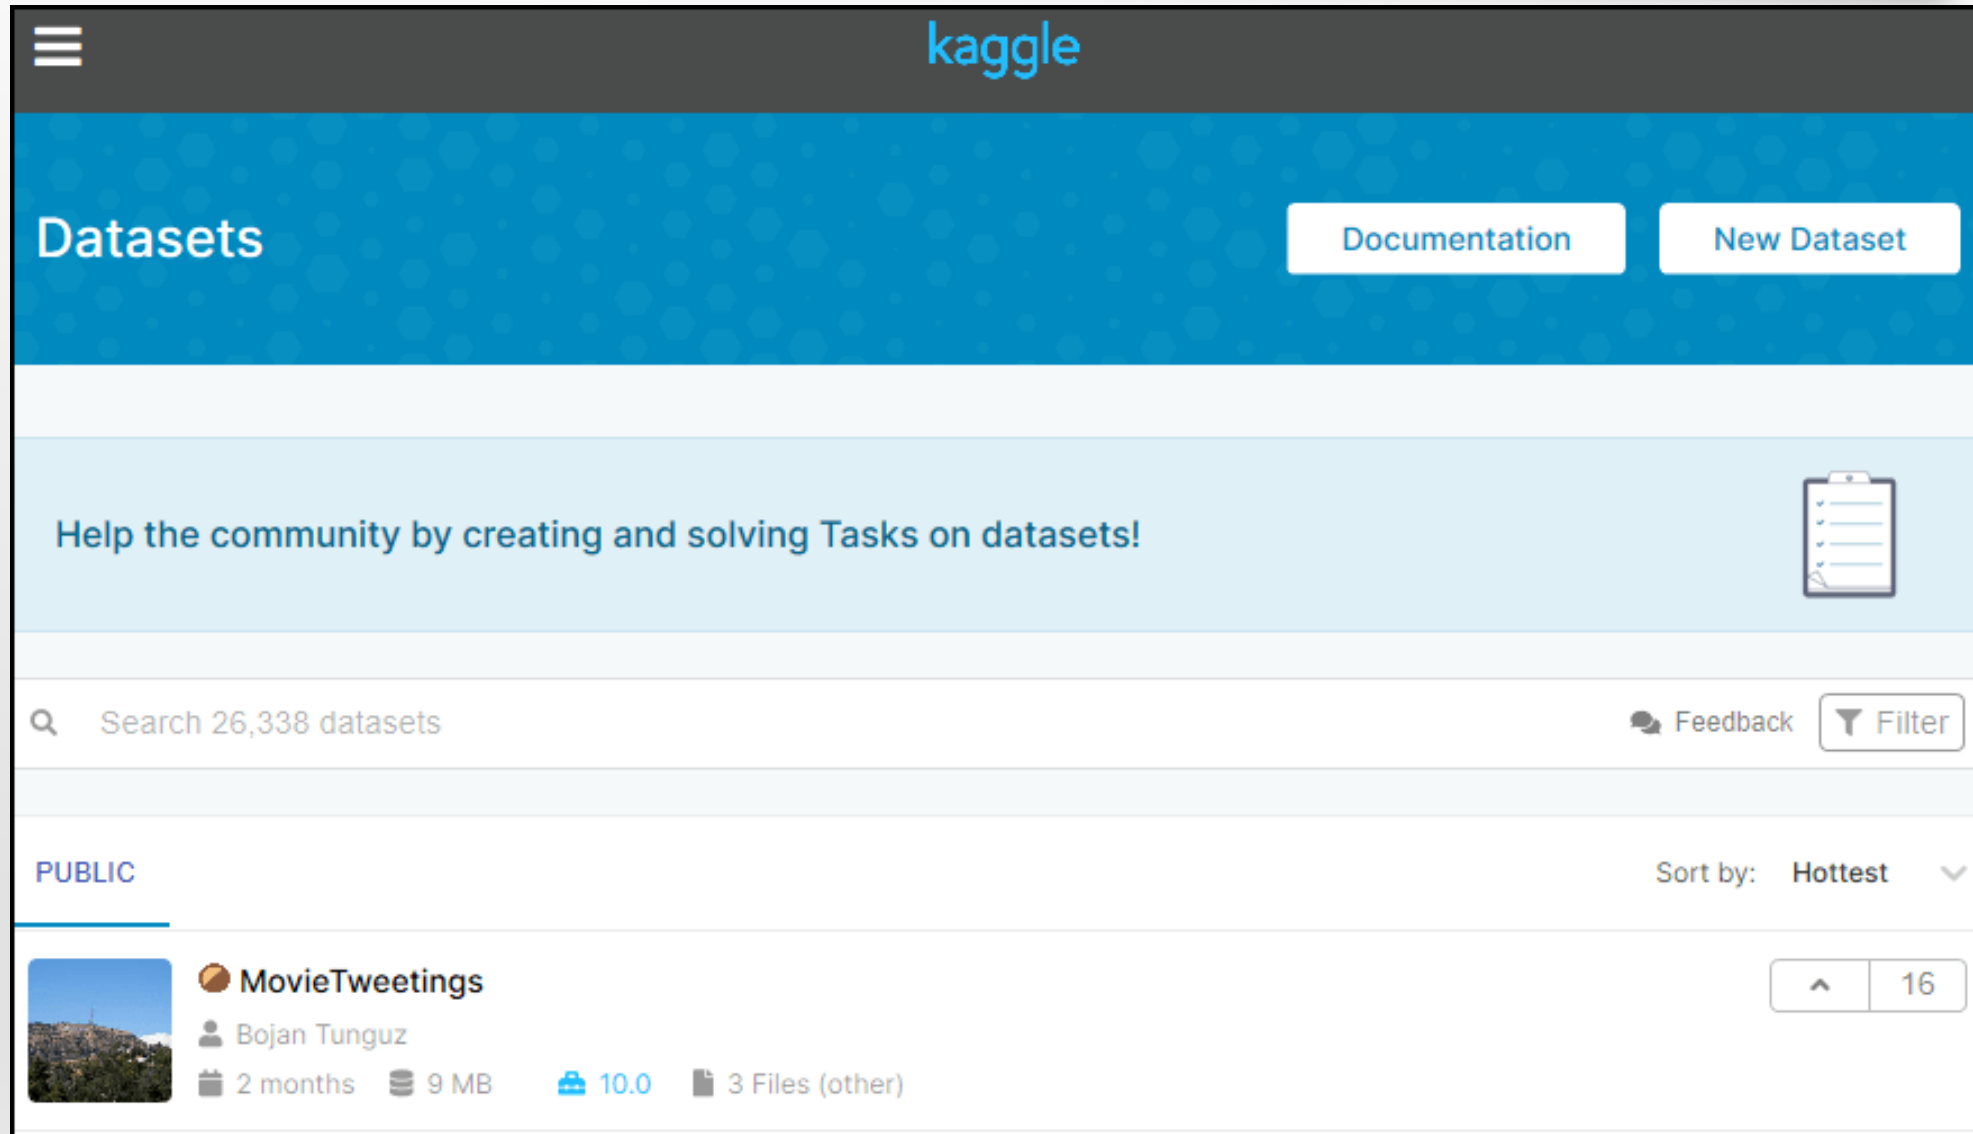 kaggle
Datasets
Documentation
New Dataset
Help the community by creating and solving Tasks on datasets!
Search 26,338 datasets
Feedback
Filter
PUBLIC
Sort by: Hottest
MovieTweetings
16
Bojan Tunguz
2 months 9 MB 10.0 3 Files (other)